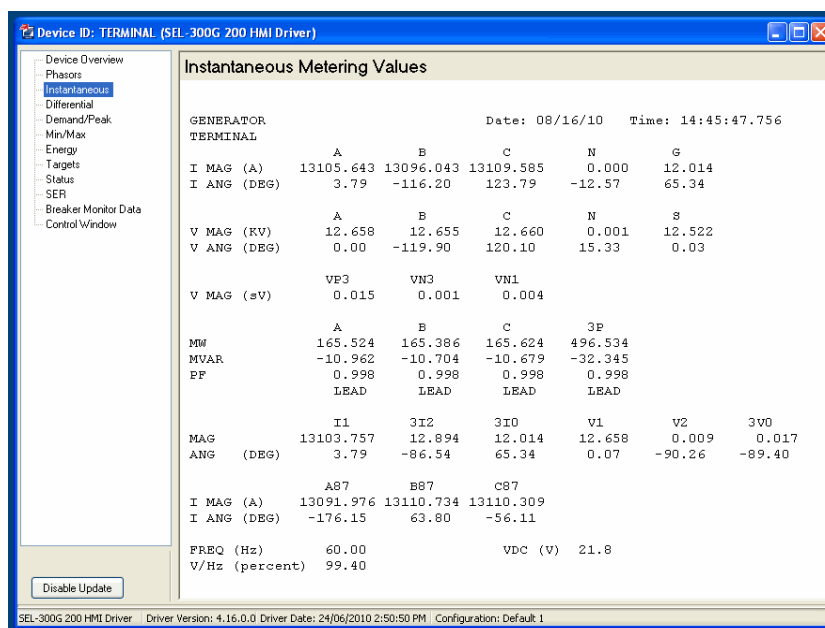 Device ID: TERMINAL (SEL-300G 200 HMI Driver)
Device Overview
Phasors
Instantaneous
Differential
Demand/Peak
Min/Max
Energy
Targets
Status
SER
Breaker Monitor Data
Control Window
Instantaneous Metering Values
GENERATOR Date: 08/16/10 Time: 14:45:47.756
TERMINAL
A B C N G
I MAG (A) 13105.643 13096.043 13109.585 0.000 12.014
I ANG (DEG) 3.79 -116.20 123.79 -12.57 65.34
A B C N S
V MAG (KV) 12.658 12.655 12.660 0.001 12.522
V ANG (DEG) 0.00 -119.90 120.10 15.33 0.03
VP3 VN3 VN1
V MAG (sV) 0.015 0.001 0.004
A B C 3P
MW 165.524 165.386 165.624 496.534
MVAR -10.962 -10.704 -10.679 -32.345
PF 0.998 0.998 0.998 0.998
LEAD LEAD LEAD LEAD
I1 3I2 3I0 V1 V2 3V0
MAG 13103.757 12.894 12.014 12.658 0.009 0.017
ANG (DEG) 3.79 -86.54 65.34 0.07 -90.26 -89.40
A87 B87 C87
I MAG (A) 13091.976 13110.734 13110.309
I ANG (DEG) -176.15 63.80 -56.11
FREQ (Hz) 60.00 VDC (V) 21.8
V/Hz (percent) 99.40
Disable Update
SEL-300G 200 HMI Driver Driver Version: 4.16.0.0 Driver Date: 24/06/2010 2:50:50 PM Configuration: Default 1